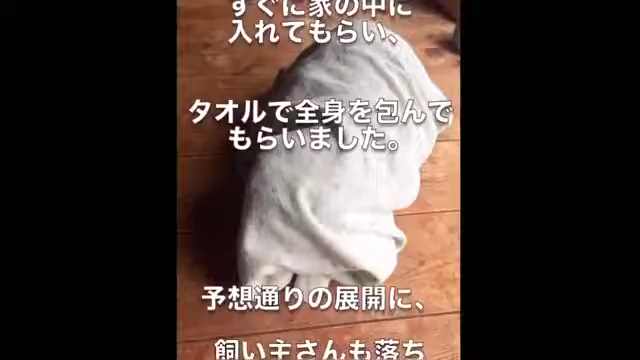 すぐに家の中に
入れてもらい、
タオルで全身を包んで
もらいました。
予想通りの展開に、
飼い主さんも落ち